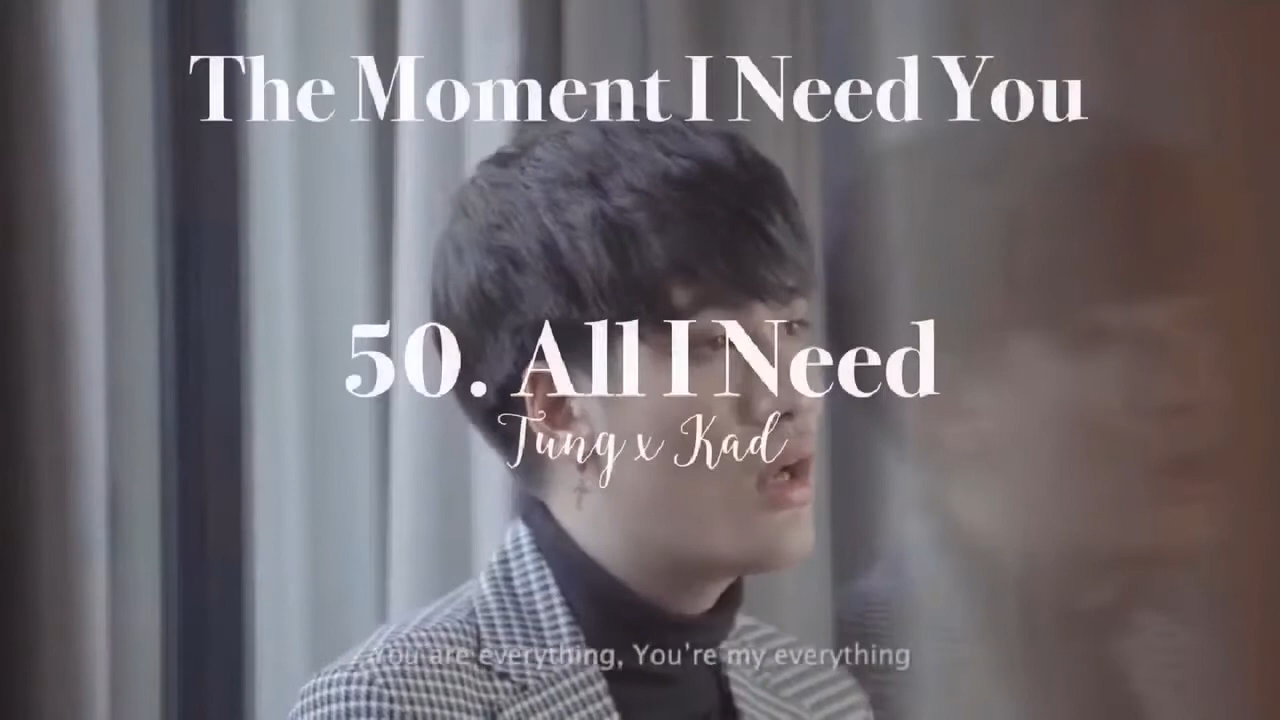 The Moment I Need You
50. All I Need
Tung x Kad
You are everything, You're my everything